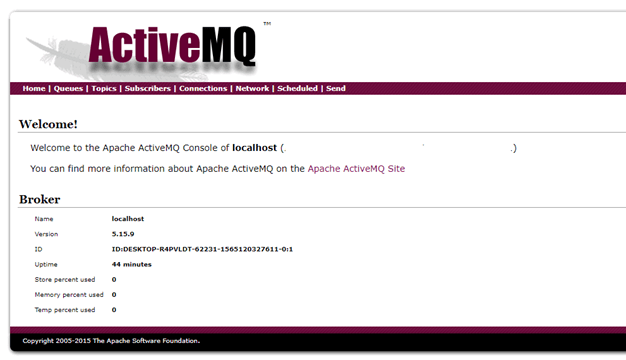 ActiveMQ™
Home | Queues | Topics | Subscribers | Connections | Network | Scheduled | Send
Welcome!
Welcome to the Apache ActiveMQ Console of localhost (. .)
You can find more information about Apache ActiveMQ on the Apache ActiveMQ Site
Broker
Name localhost
Version 5.15.9
ID ID:DESKTOP-R4PVLDT-62231-1565120327611-0:1
Uptime 44 minutes
Store percent used 0
Memory percent used 0
Temp percent used 0
Copyright 2005-2015 The Apache Software Foundation.